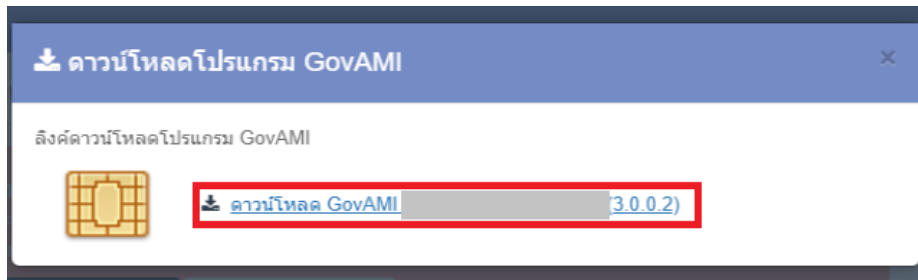 ดาวน์โหลดโปรแกรม GovAMI ×
ลิงค์ดาวน์โหลดโปรแกรม GovAMI
ดาวน์โหลด GovAMI (3.0.0.2)